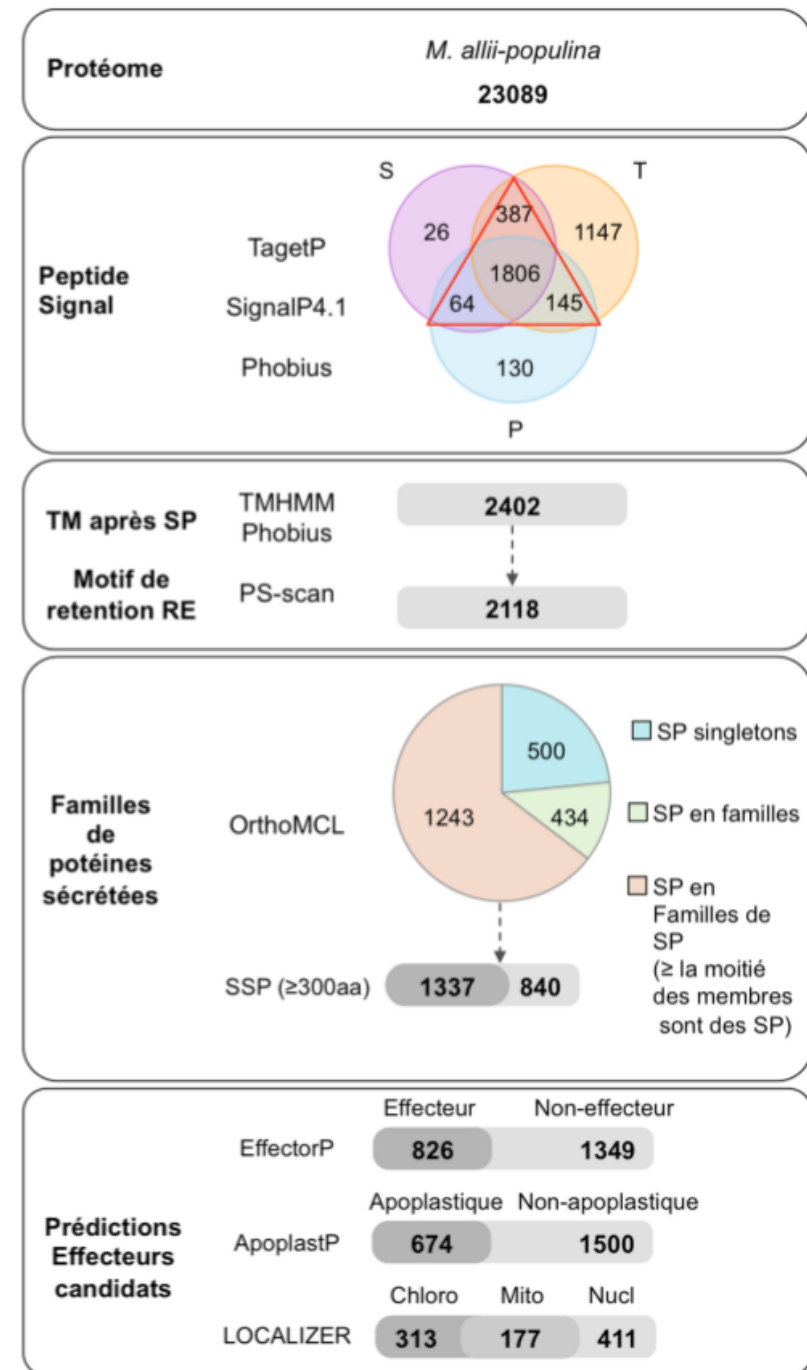 Protéome
M. allii-populina
23089
Peptide
Signal
TagetP
SignalP4.1
Phobius
S
T
26
387
1147
1806
64
145
130
P
TM après SP
TMHMM
Phobius
2402
Motif de
retention RE
PS-scan
2118
Familles
de
potéines
sécrétées
OrthoMCL
500
1243
434
SP singletons
SP en familles
SP en
Familles de
SP
(≥ la moitié
des membres
sont des SP)
SSP (≥300aa)
1337 840
Prédictions
Effecteurs
candidats
Effecteur Non-effecteur
EffectorP 826 1349
Apoplastique Non-apoplastique
ApoplastP 674 1500
Chloro Mito Nucl
LOCALIZER 313 177 411